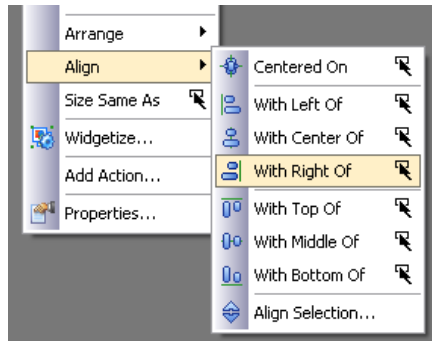 Arrange
Align
Size Same As
Widgetize...
Add Action...
Properties...
Centered On
With Left Of
With Center Of
With Right Of
With Top Of
With Middle Of
With Bottom Of
Align Selection...